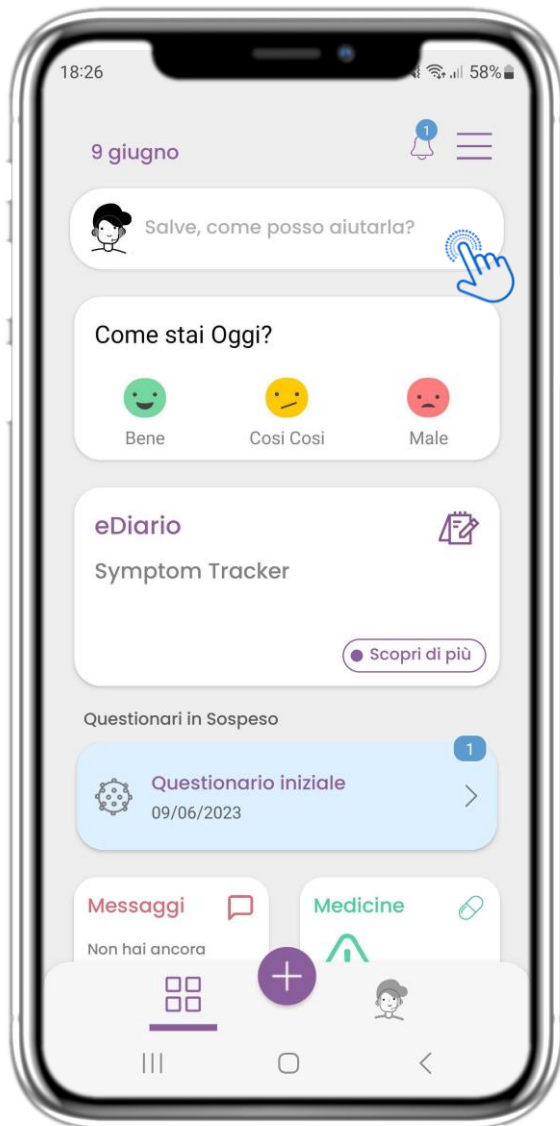 18:26
58%
9 giugno
1
Salve, come posso aiutarla?
Come stai Oggi?
Bene
Cosi Cosi
Male
eDiario
Symptom Tracker
Scopri di più
Questionari in Sospeso
1
Questionario iniziale
09/06/2023
Messaggi
Medicine
Non hai ancora